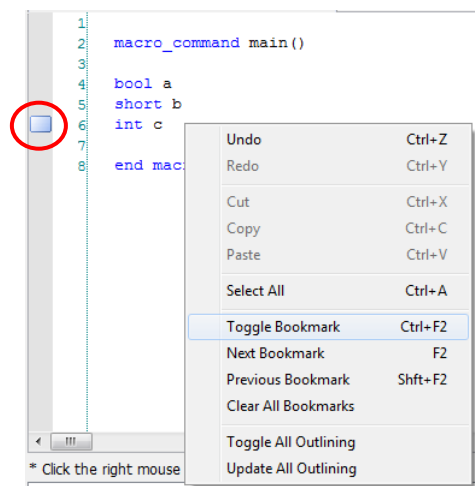 1
2 macro_command main()
3
4 bool a
5 short b
6 int c
7
8 end mac
Undo Ctrl+Z
Redo Ctrl+Y
Cut Ctrl+X
Copy Ctrl+C
Paste Ctrl+V
Select All Ctrl+A
Toggle Bookmark Ctrl+F2
Next Bookmark F2
Previous Bookmark Shft+F2
Clear All Bookmarks
Toggle All Outlining
Update All Outlining
* Click the right mouse